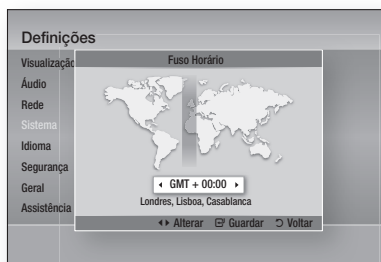 Definições
Visualização
Áudio
Rede
Sistema
Idioma
Segurança
Geral
Assistência
Fuso Horário
◂ GMT + 00:00 ▸
Londres, Lisboa, Casablanca
◂▸ Alterar Guardar Voltar